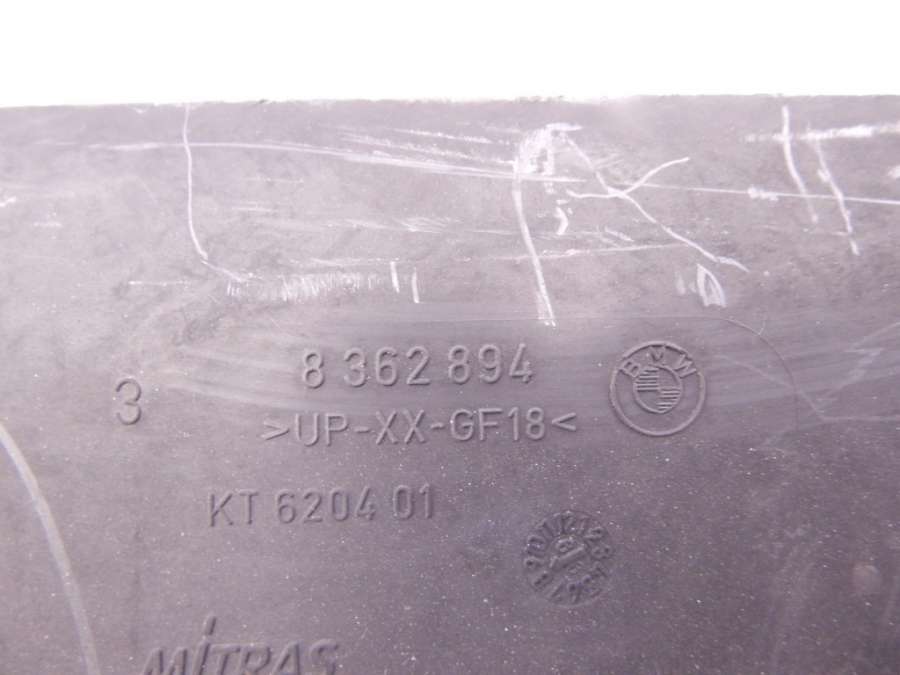 8 362 894
BMW
3
>UP-XX-GF18<
KT 6204 01
MITRAS